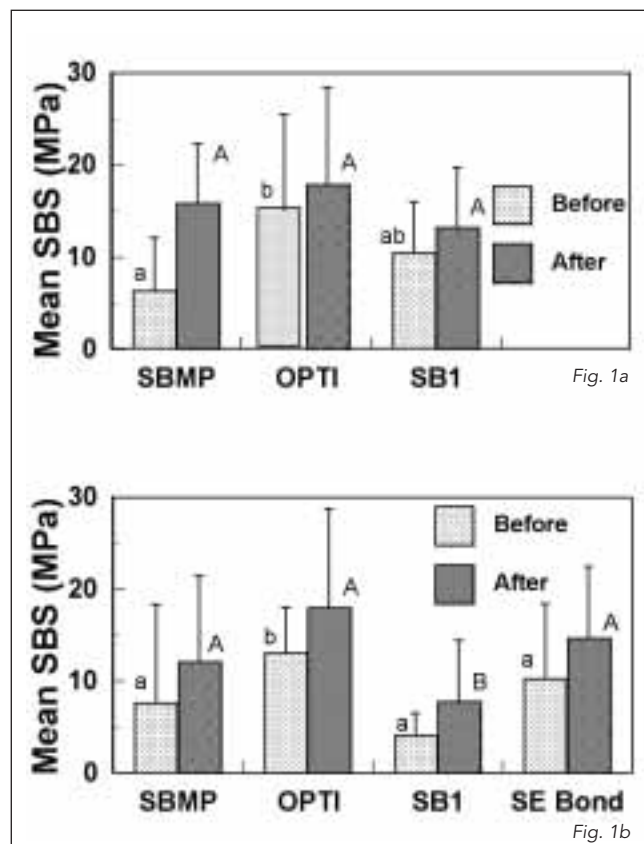 30
20
10
0
Mean SBS (MPa)
a
A
b
A
ab
A
Before
After
SBMP OPTI SB1
Fig. 1a
30
20
10
0
Mean SBS (MPa)
a
A
b
A
a
B
a
A
Before
After
SBMP OPTI SB1 SE Bond
Fig. 1b